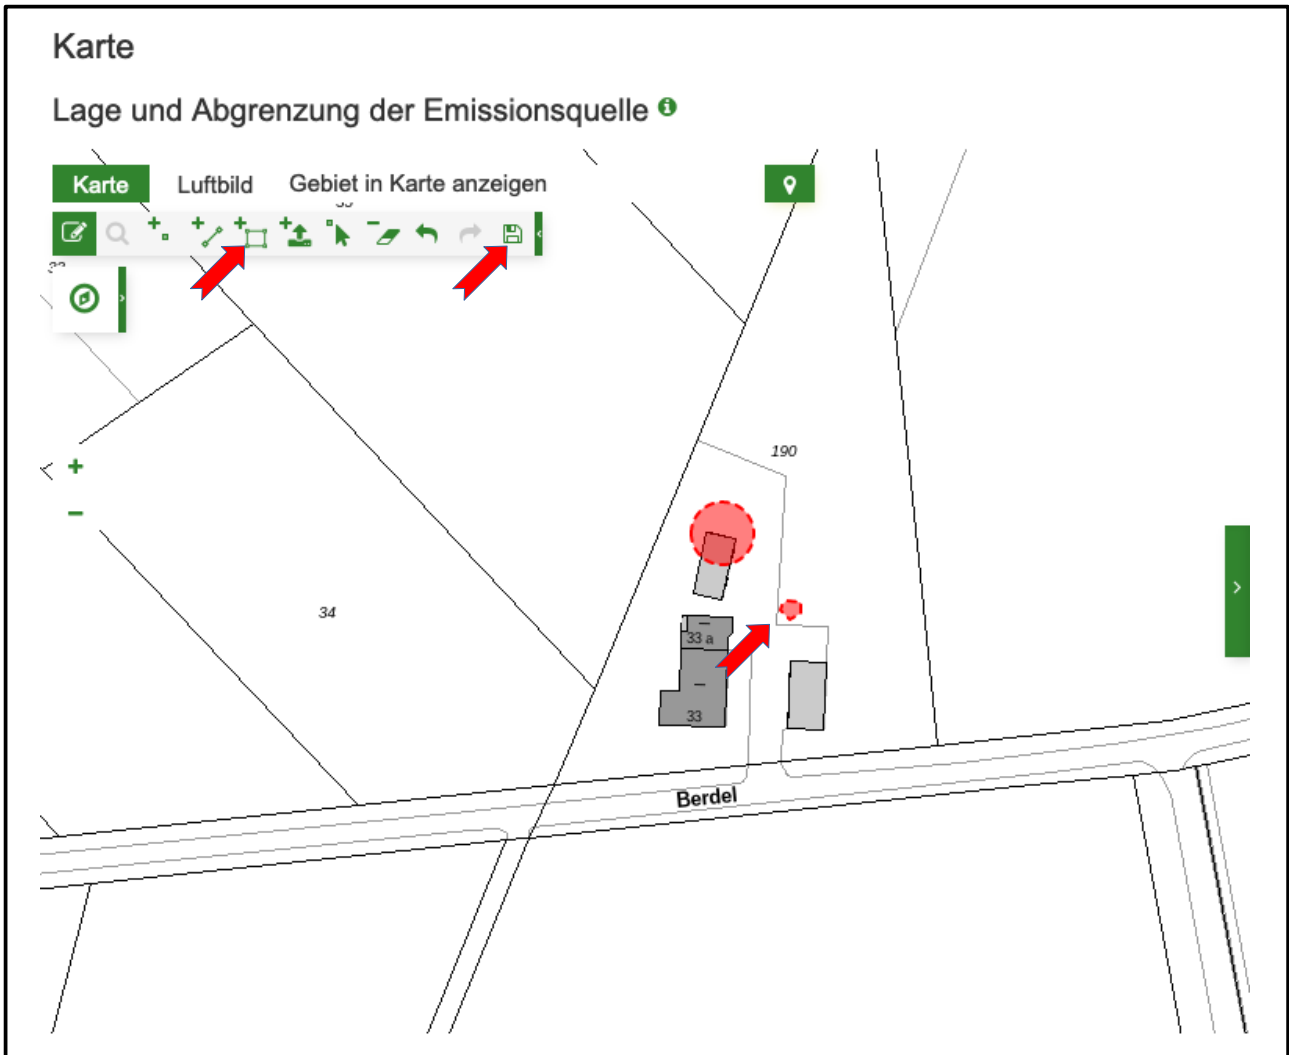 Karte
Lage und Abgrenzung der Emissionsquelle
Karte Luftbild Gebiet in Karte anzeigen
190
34
33 a
33
Berdel